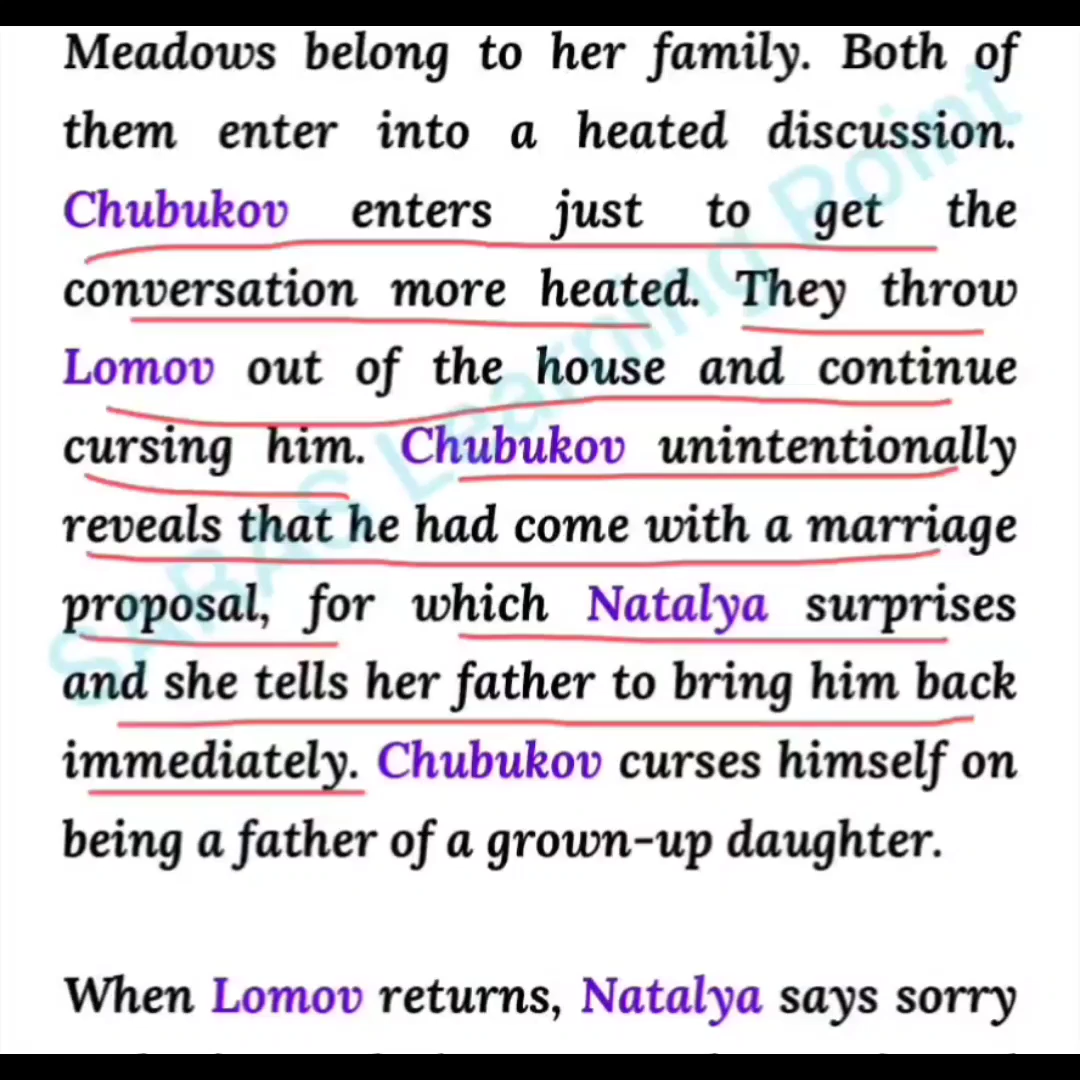 Meadows belong to her family. Both of
them enter into a heated discussion.
Chubukov enters just to get the
conversation more heated. They throw
Lomov out of the house and continue
cursing him. Chubukov unintentionally
reveals that he had come with a marriage
proposal, for which Natalya surprises
and she tells her father to bring him back
immediately. Chubukov curses himself on
being a father of a grown-up daughter.
When Lomov returns, Natalya says sorry
SARAS Learning Point